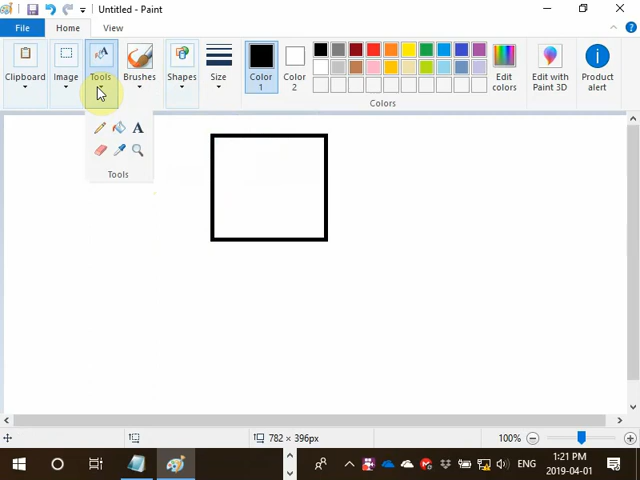 Untitled - Paint
File
Home
View
Clipboard
Image
Tools
Brushes
Shapes
Size
Color
1
Color
2
Edit
colors
Edit with
Paint 3D
Product
alert
Colors
A
Tools
782 × 396px
100%
ENG
1:21 PM
2019-04-01